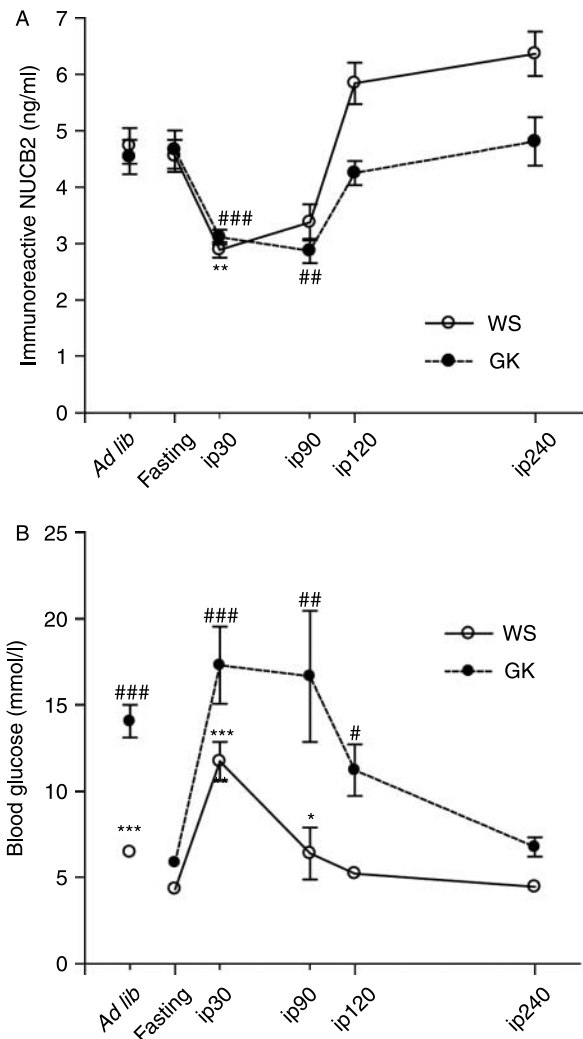 A
7
6
5
4
3
2
1
0
Immunoreactive NUCB2 (ng/ml)
###
**
##
WS
GK
Ad lib
Fasting
ip30
ip90
ip120
ip240
B
25
20
15
10
5
0
Blood glucose (mmol/l)
###
***
###
***
**
##
*
#
WS
GK
Ad lib
Fasting
ip30
ip90
ip120
ip240